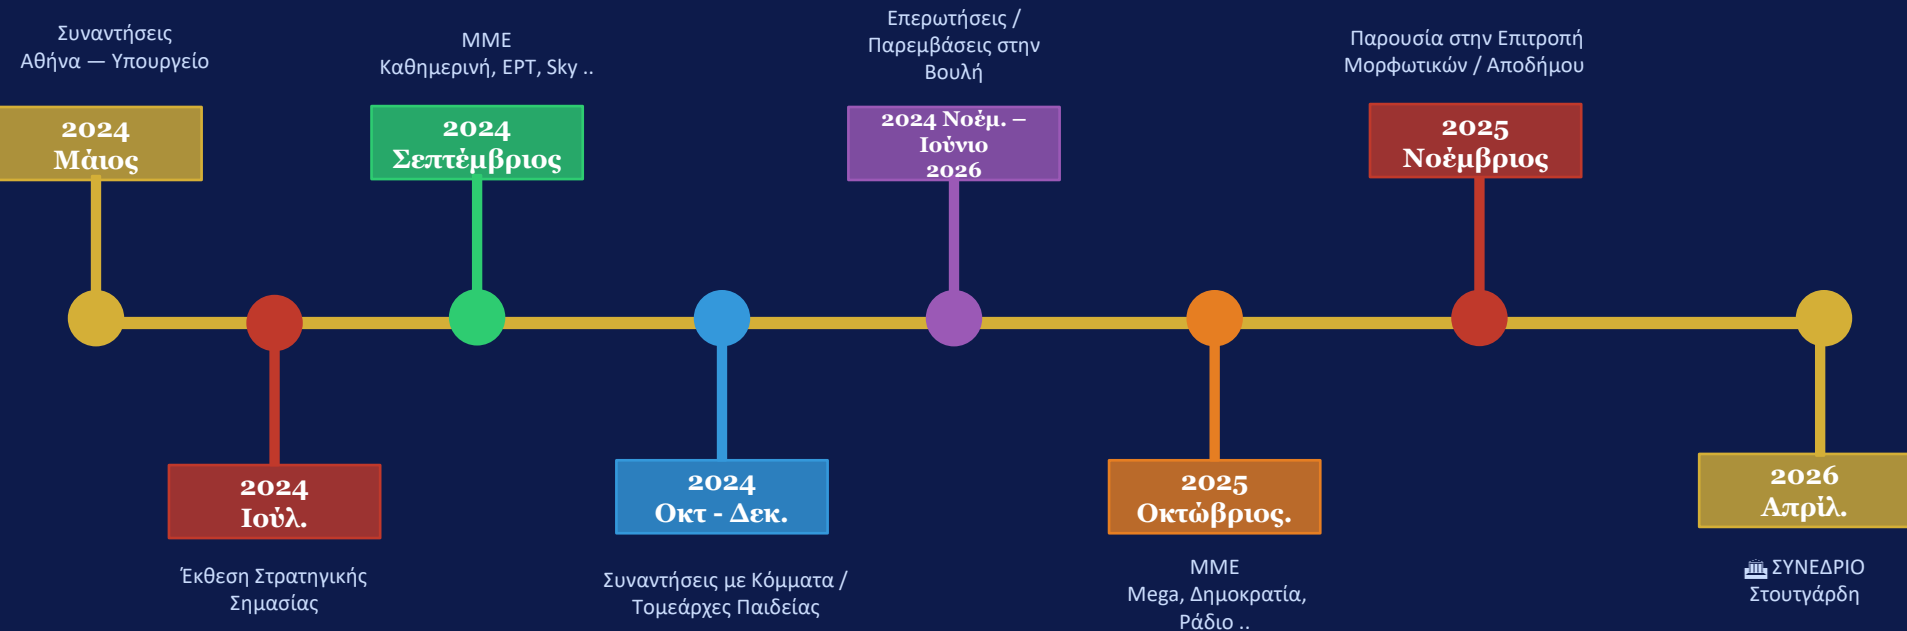 Συναντήσεις
Αθήνα — Υπουργείο
2024
Μάιος
2024
Ιούλ.
Έκθεση Στρατηγικής
Σημασίας
ΜΜΕ
Καθημερινή, ΕΡΤ, Sky ..
2024
Σεπτέμβριος
2024
Οκτ - Δεκ.
Συναντήσεις με Κόμματα /
Τομεάρχες Παιδείας
Επερωτήσεις /
Παρεμβάσεις στην
Βουλή
2024 Νοέμ. –
Ιούνιο
2026
2025
Οκτώβριος.
ΜΜΕ
Mega, Δημοκρατία,
Ράδιο ..
Παρουσία στην Επιτροπή
Μορφωτικών / Αποδήμου
2025
Νοέμβριος
2026
Απρίλ.
🏛 ΣΥΝΕΔΡΙΟ
Στουτγάρδη